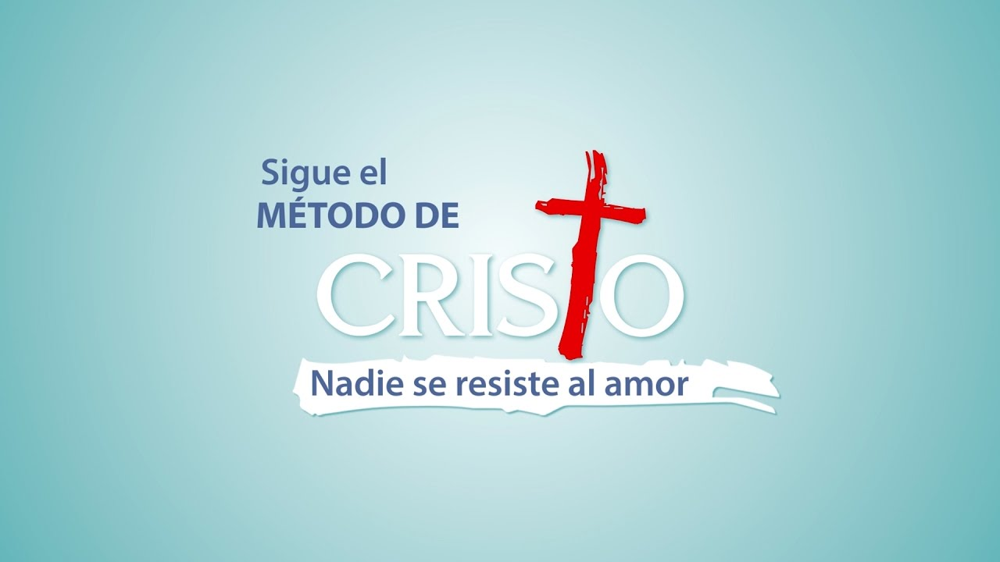 Sigue el
MÉTODO DE
CRISTO
Nadie se resiste al amor